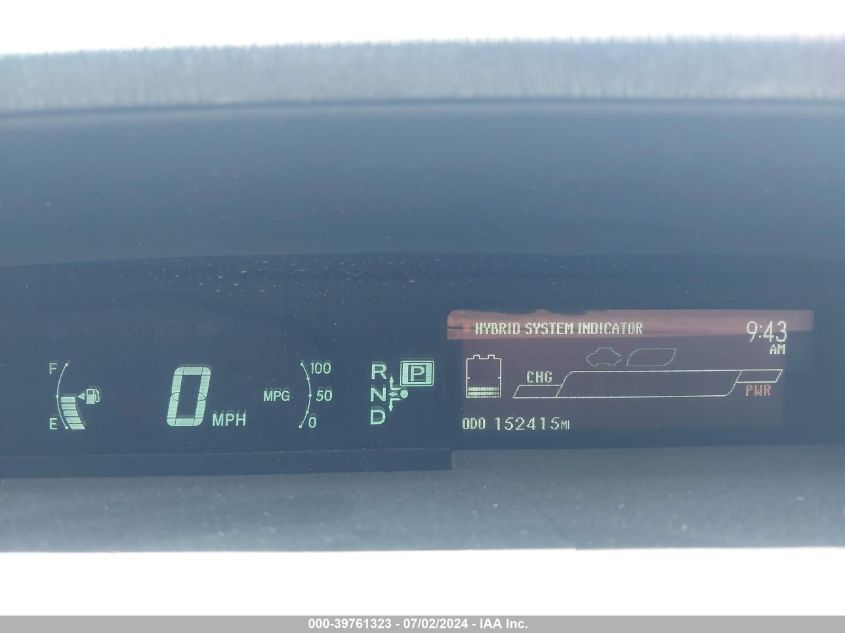 F
E
0 MPH
MPG
100
50
0
R P
N
D
HYBRID SYSTEM INDICATOR
9:43
AM
CHG
PWR
ODO 152415MI
000-39761323 - 07/02/2024 - IAA Inc.